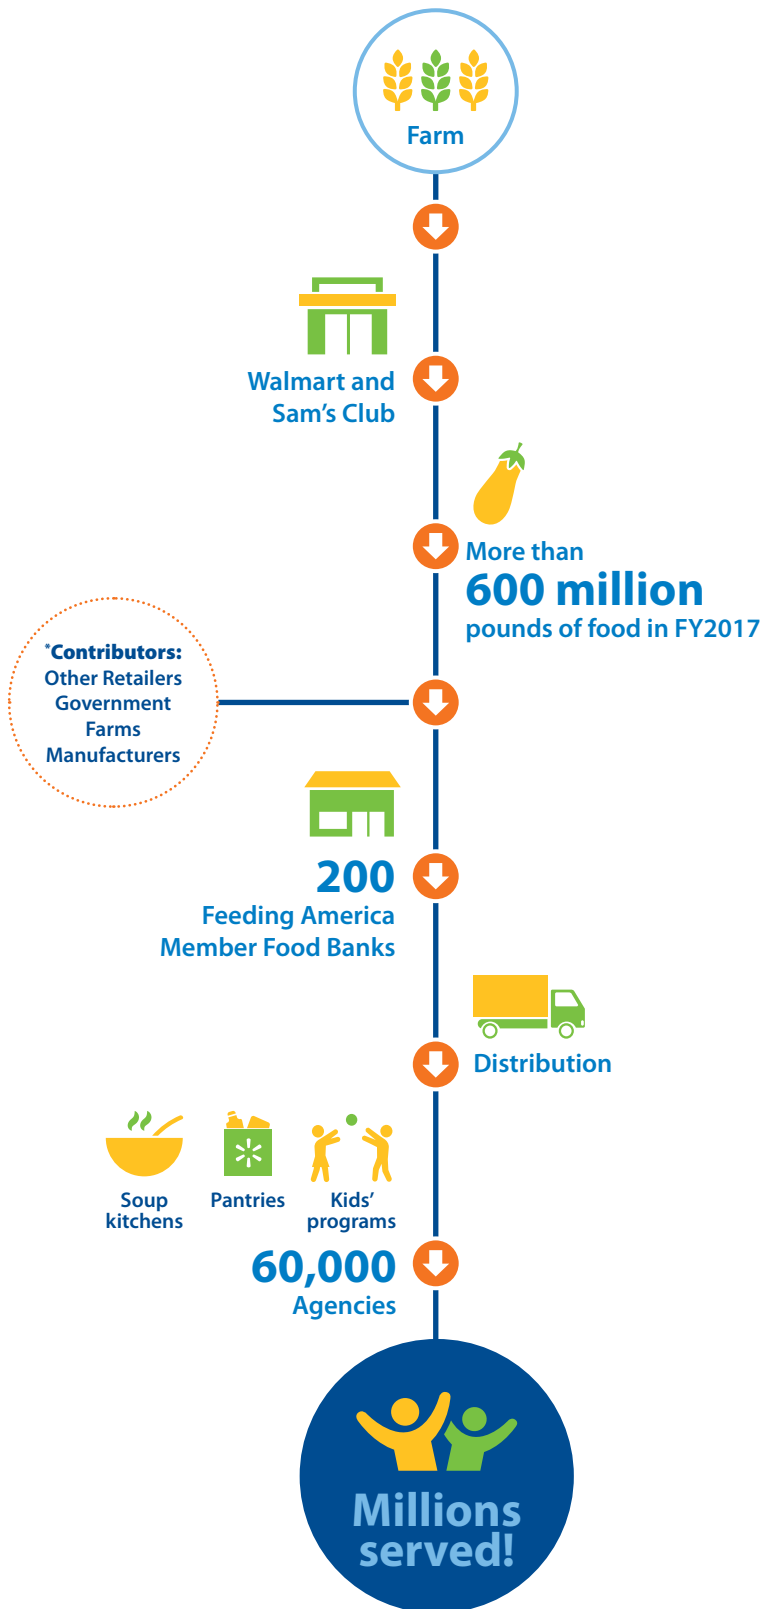 Farm
Walmart and
Sam’s Club
More than
600 million
pounds of food in FY2017
*Contributors:
Other Retailers
Government
Farms
Manufacturers
200
Feeding America
Member Food Banks
Distribution
Soup
kitchens
Pantries
Kids’
programs
60,000
Agencies
Millions
served!